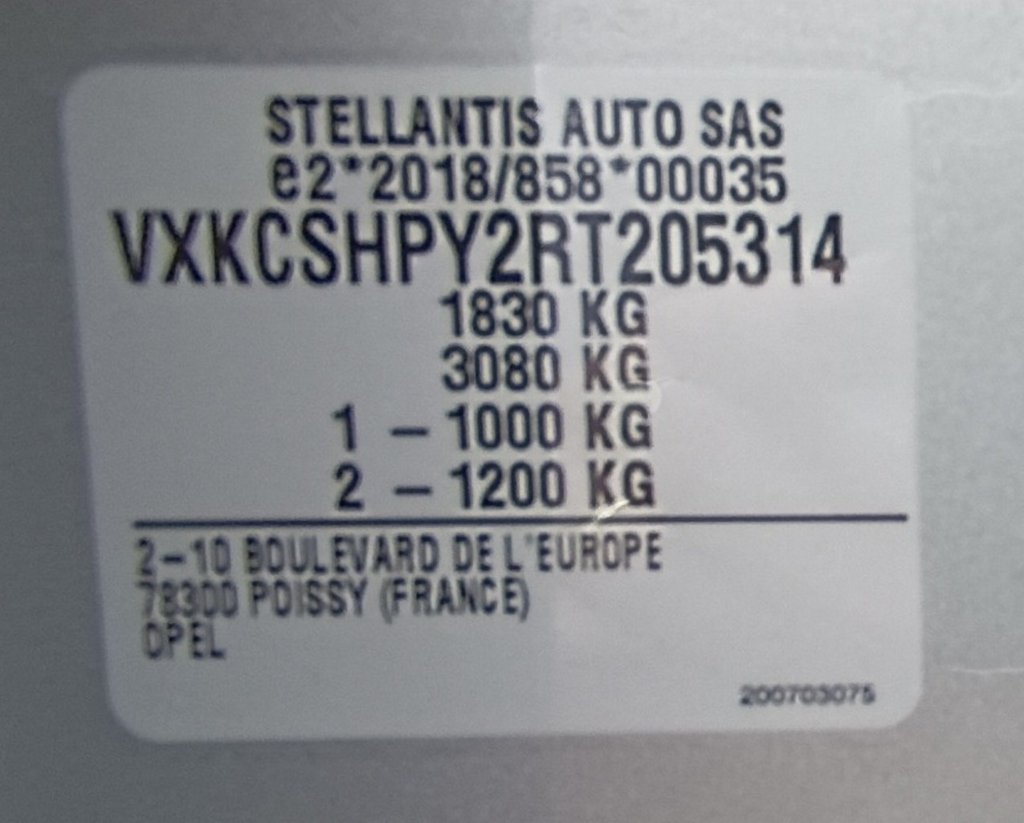 STELLANTIS AUTO SAS
e2*2018/858*00035
VXKCSHPY2RT205314
1830 KG
3080 KG
1 – 1000 KG
2 – 1200 KG
2–10 BOULEVARD DE L'EUROPE
78300 POISSY (FRANCE)
OPEL
200703075